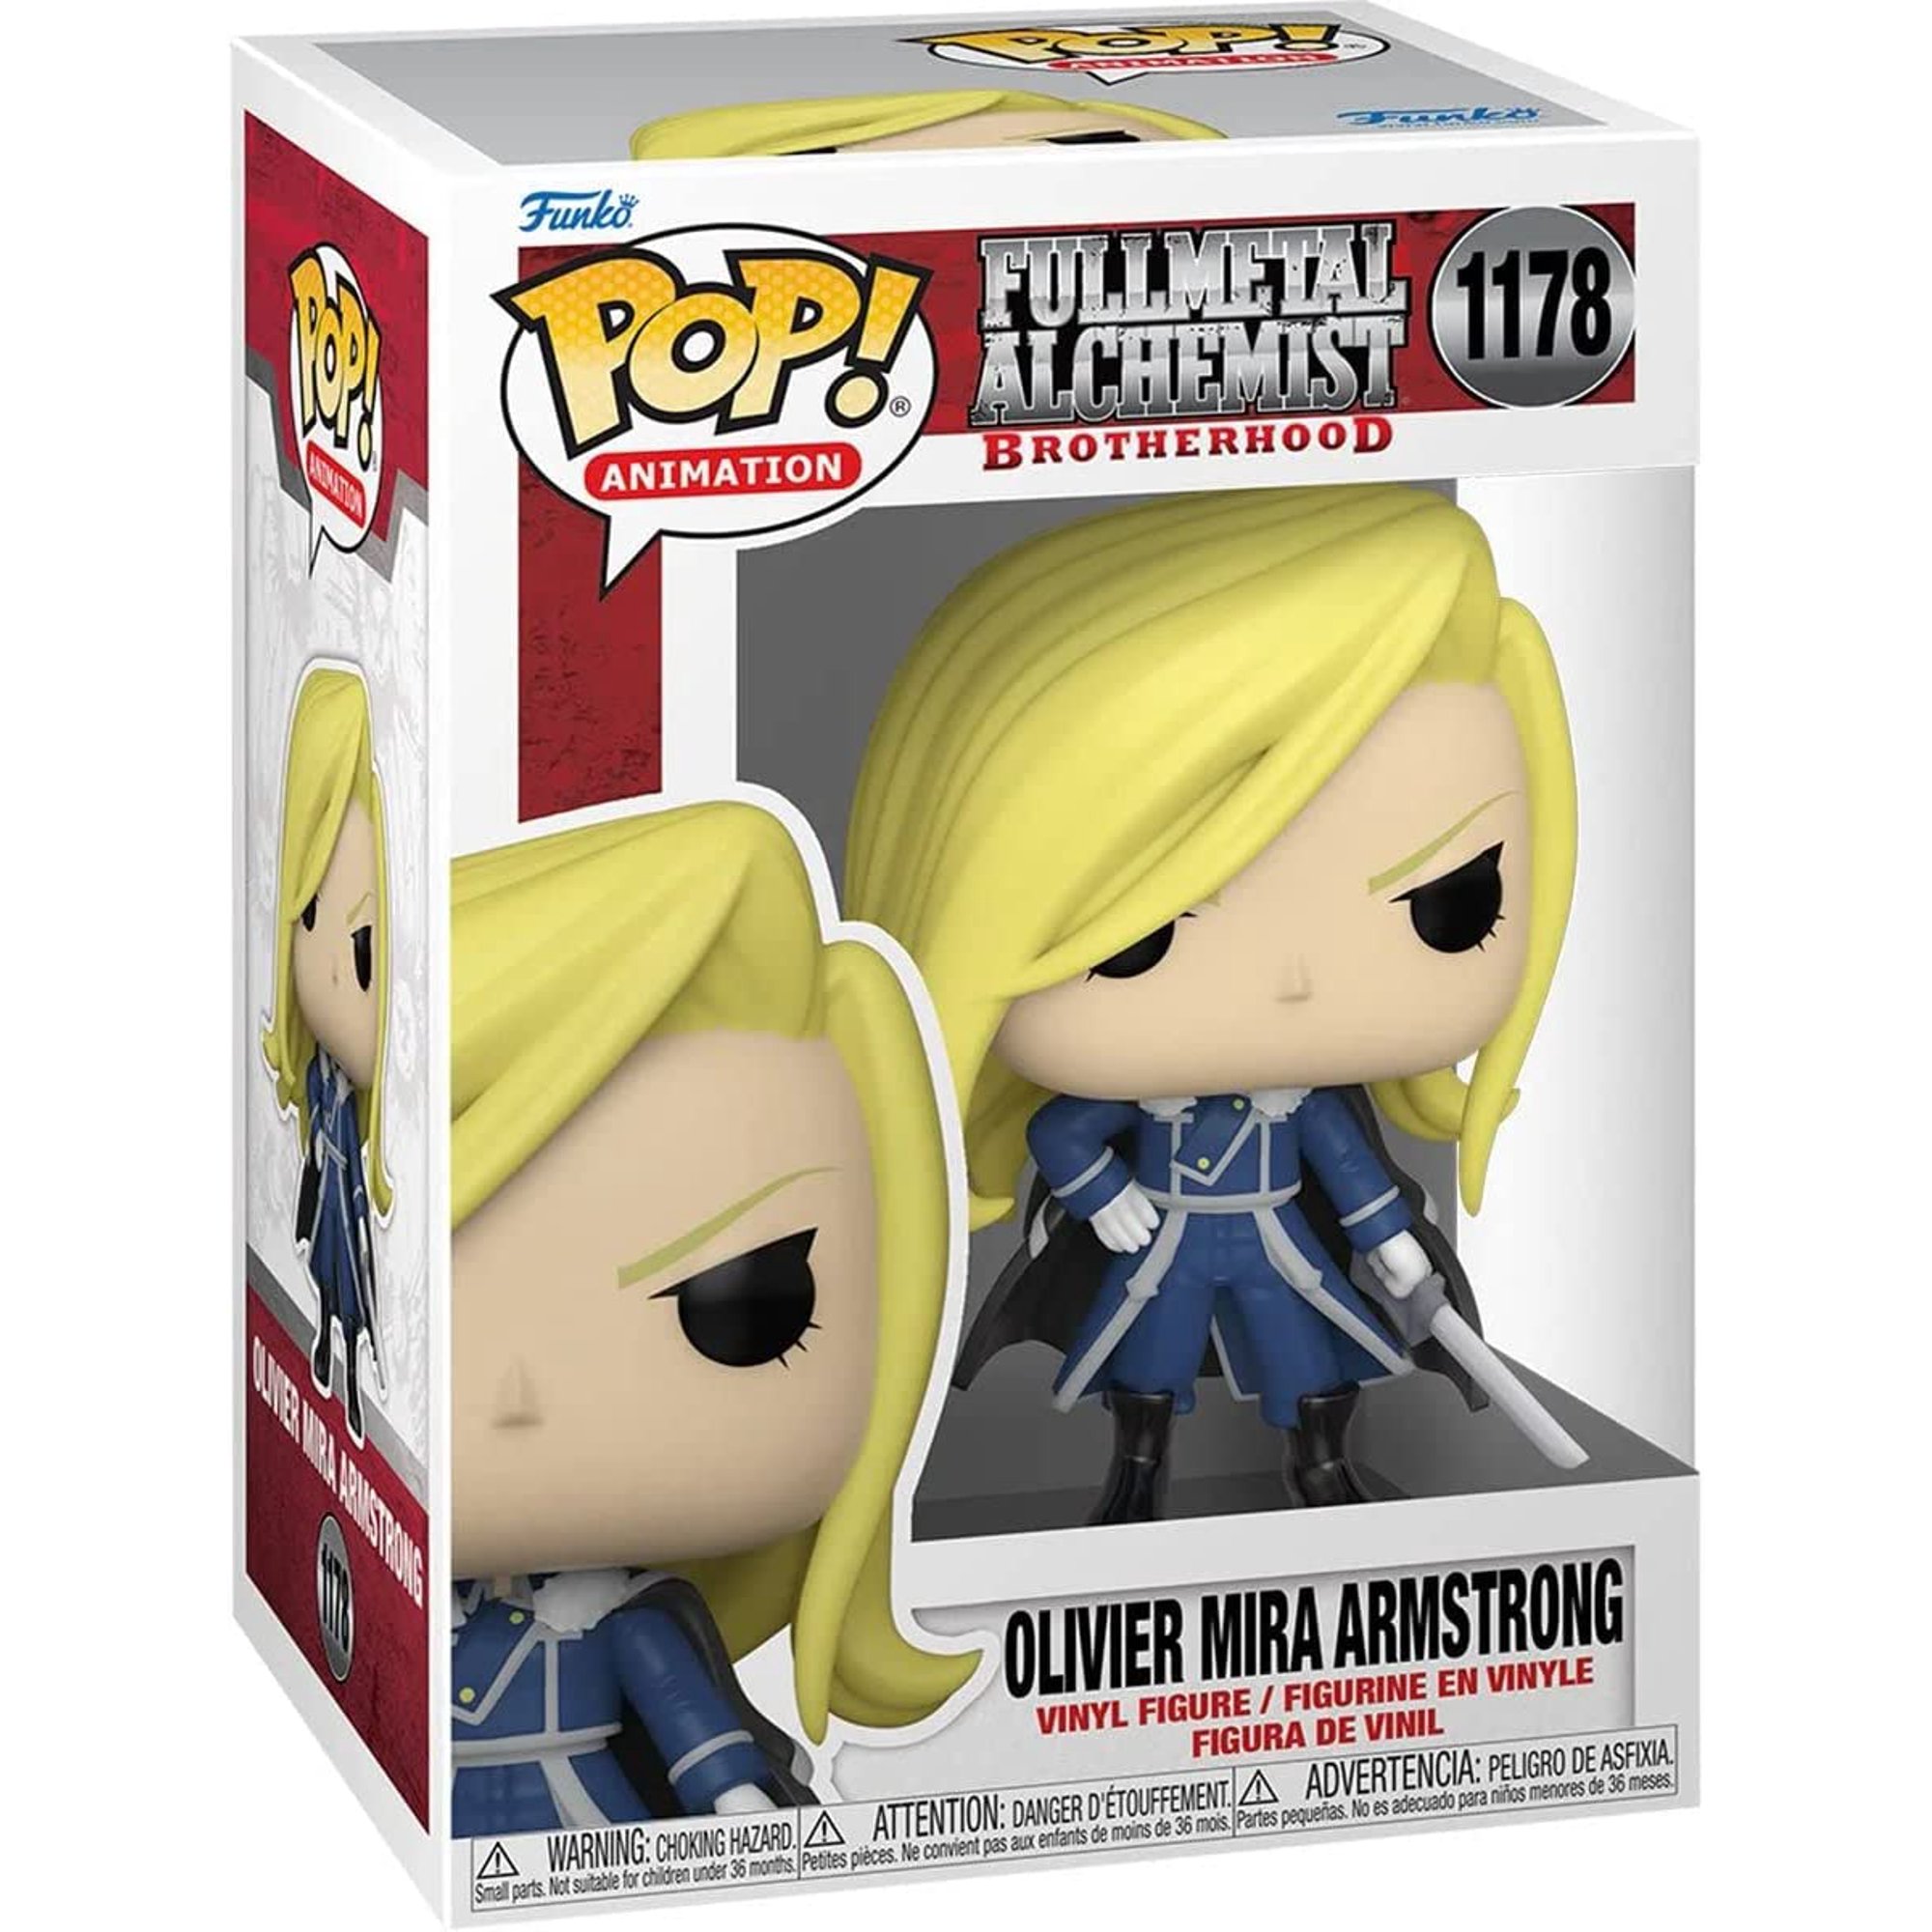 POP! ®
ANIMATION
Funko
Funko
POP! ®
ANIMATION
FULLMETAL
ALCHEMIST
BROTHERHOOD
1178
POP!
ANIMATION
OLIVIER MIRA ARMSTRONG
1178
OLIVIER MIRA ARMSTRONG
VINYL FIGURE / FIGURINE EN VINYLE
FIGURA DE VINIL
WARNING: CHOKING HAZARD.
Small parts. Not suitable for children under 36 months.
ATTENTION: DANGER D'ÉTOUFFEMENT.
Petites pièces. Ne convient pas aux enfants de moins de 36 mois.
ADVERTENCIA: PELIGRO DE ASFIXIA.
Partes pequeñas. No es adecuado para niños menores de 36 meses.